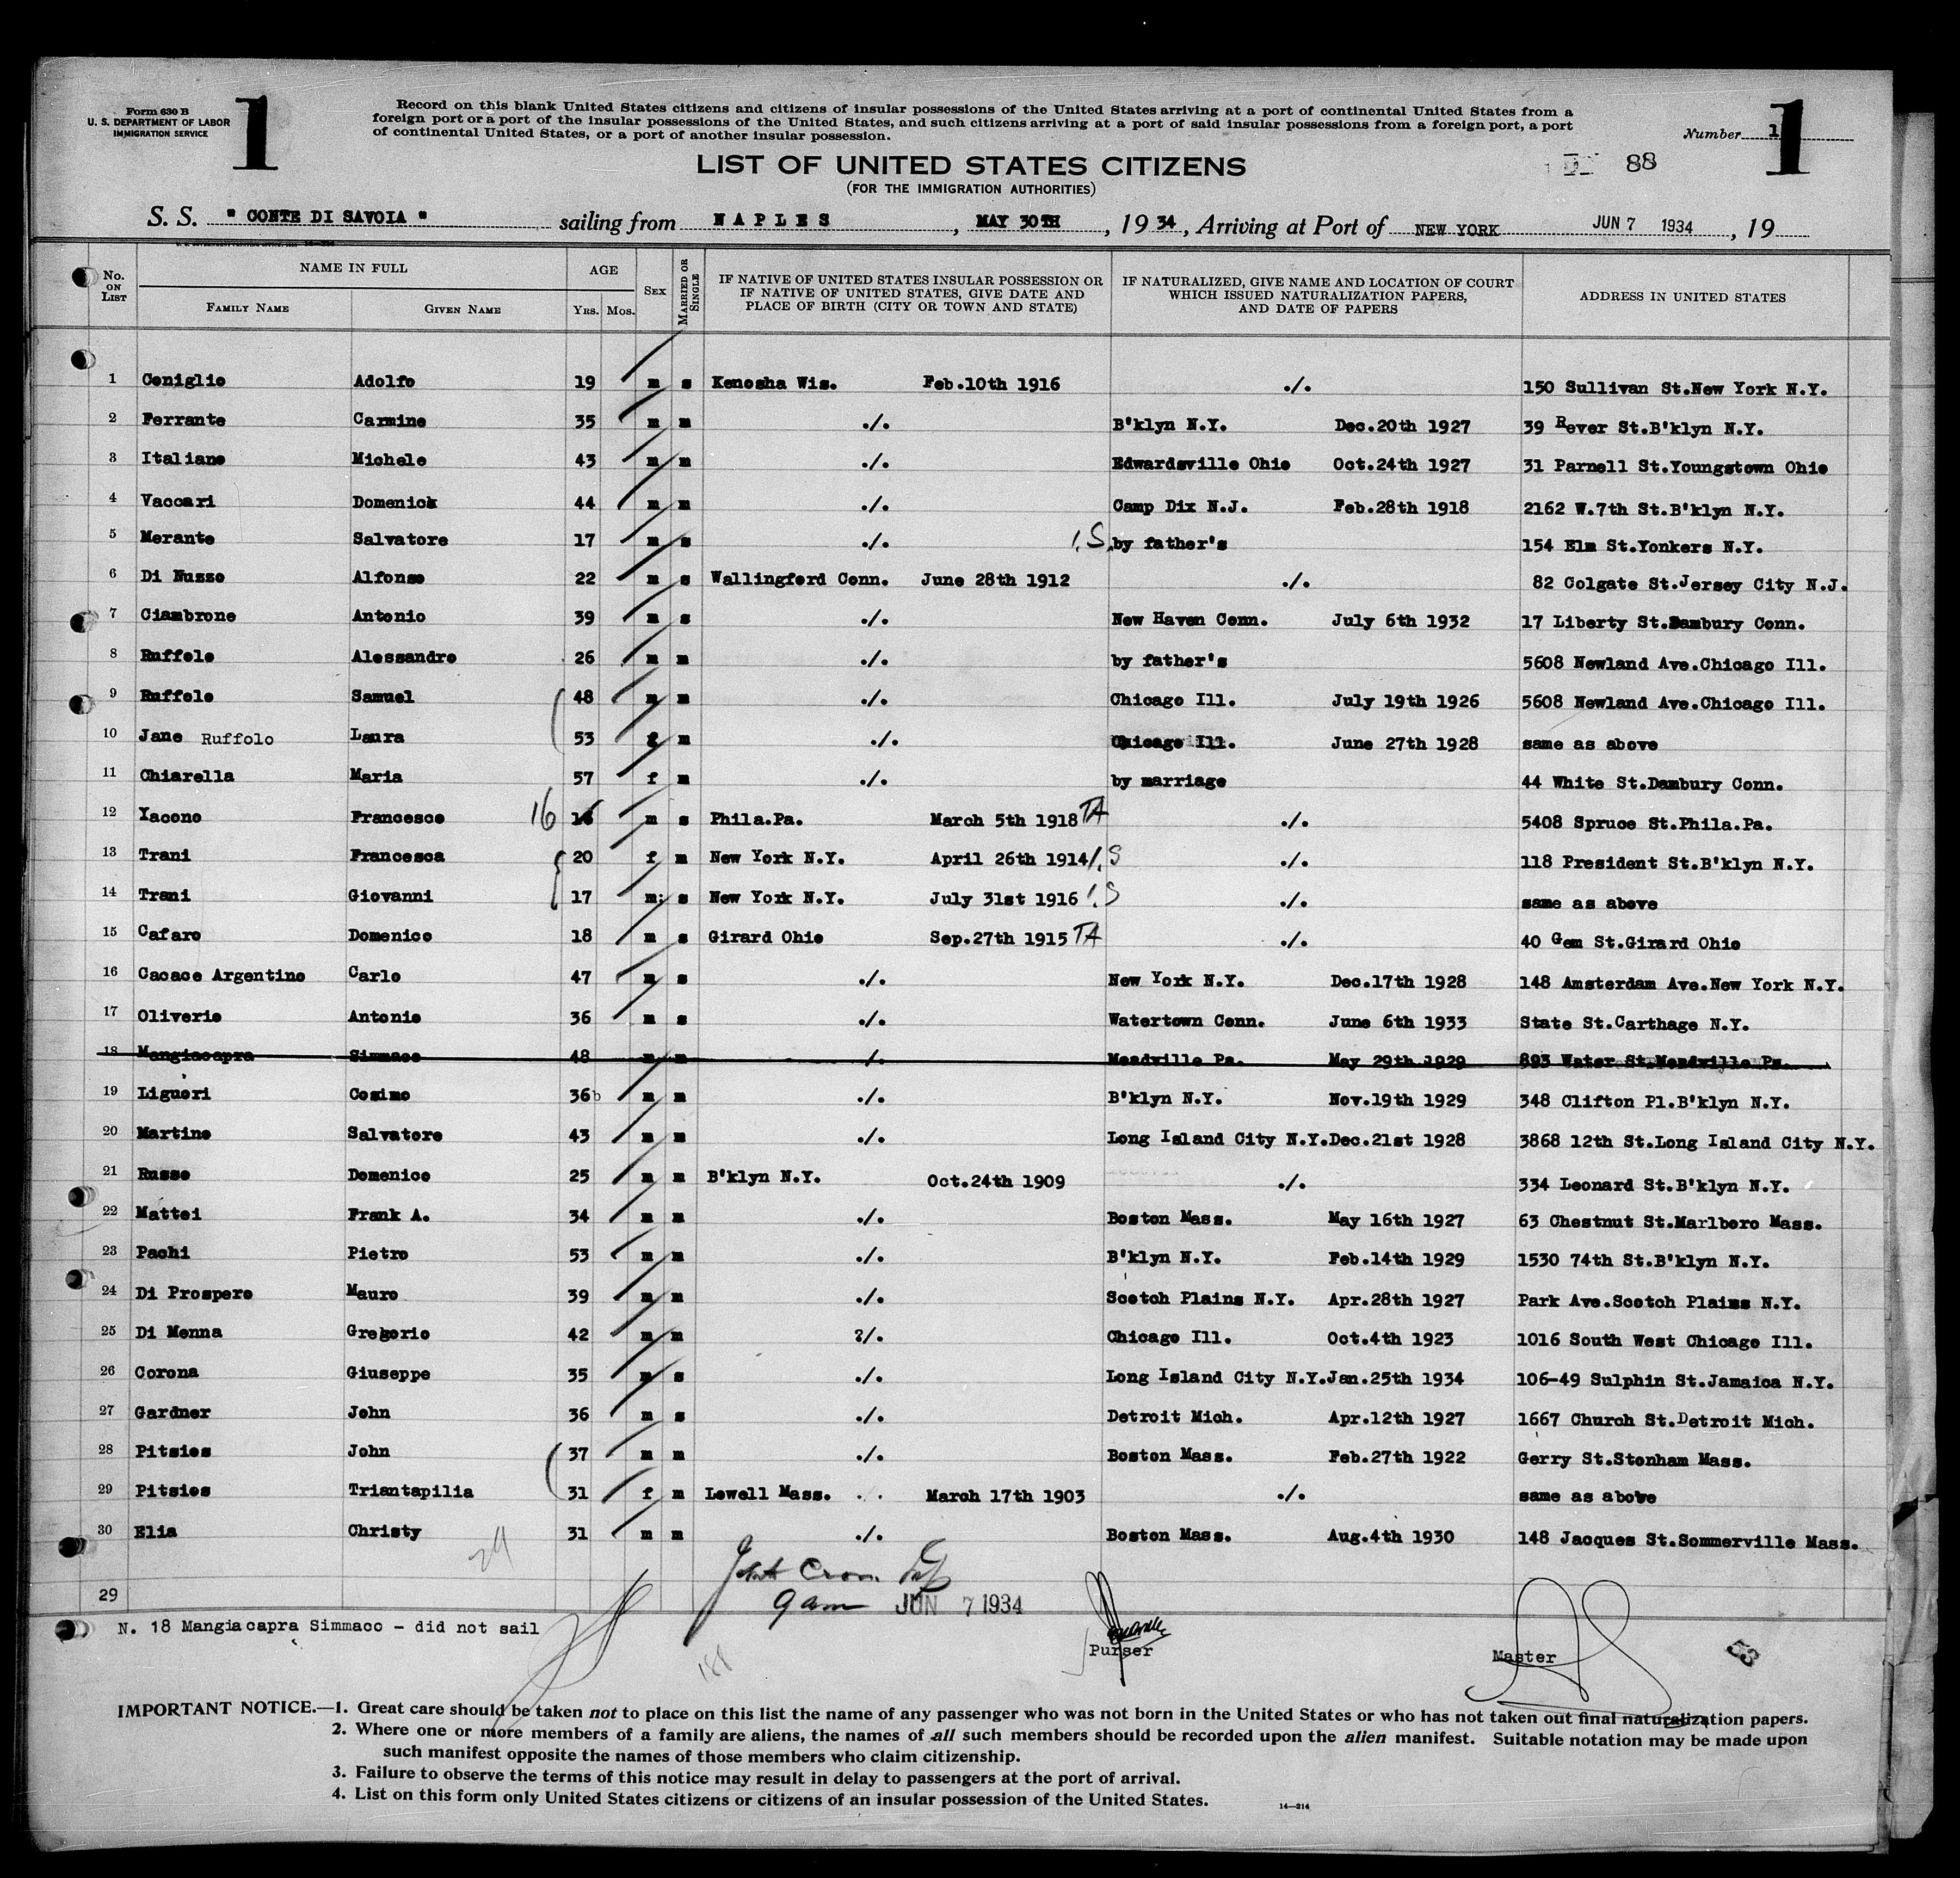 Form 630 B
U. S. DEPARTMENT OF LABOR
IMMIGRATION SERVICE
1
Record on this blank United States citizens and citizens of insular possessions of the United States arriving at a port of continental United States from a
foreign port or a port of the insular possessions of the United States, and such citizens arriving at a port of said insular possessions from a foreign port, a port
of continental United States, or a port of another insular possession.
Number 1
1
LIST OF UNITED STATES CITIZENS
88
(FOR THE IMMIGRATION AUTHORITIES)
S. S. " CONTE DI SAVOIA " sailing from NAPLES, MAY 30TH, 19 34, Arriving at Port of NEW YORK JUN 7 1934, 19
No. ON LIST NAME IN FULL AGE SEX MARRIED OR SINGLE IF NATIVE OF UNITED STATES INSULAR POSSESSION OR IF NATIVE OF UNITED STATES, GIVE DATE AND PLACE OF BIRTH (CITY OR TOWN AND STATE) IF NATURALIZED, GIVE NAME AND LOCATION OF COURT WHICH ISSUED NATURALIZATION PAPERS, AND DATE OF PAPERS ADDRESS IN UNITED STATES
FAMILY NAME GIVEN NAME YRS. MOS.
1 Coniglio Adolfo 19 m s Kenosha Wis. Feb.10th 1916 ./. 150 Sullivan St.New York N.Y.
2 Ferrante Carmine 35 m m ./. B'klyn N.Y. Dec.20th 1927 39 Rever St.B'klyn N.Y.
3 Italiano Michele 43 m m ./. Edwardsville Ohio Oct.24th 1927 31 Parnell St.Youngstown Ohio
4 Vaccari Domenick 44 m m ./. Camp Dix N.J. Feb.28th 1918 2162 W.7th St.B'klyn N.Y.
5 Merante Salvatore 17 m s ./. 1.S. by father's 154 Elm St.Yonkers N.Y.
6 Di Nuzzo Alfonso 22 m s Wallingford Conn. June 28th 1912 ./. 82 Colgate St.Jersey City N.J.
7 Ciambrone Antonio 39 m s ./. New Haven Conn. July 6th 1932 17 Liberty St.Dambury Conn.
8 Ruffolo Alessandro 26 m m ./. by father's 5608 Newland Ave.Chicago Ill.
9 Ruffolo Samuel 48 m m ./. Chicago Ill. July 19th 1926 5608 Newland Ave.Chicago Ill.
10 Jane Ruffolo Laura 53 f m ./. Chicago Ill. June 27th 1928 same as above
11 Chiarella Maria 57 f m ./. by marriage 44 White St.Dambury Conn.
12 Yacono Francesco 16 16 m s Phila.Pa. March 5th 1918 TA ./. 5408 Spruce St.Phila.Pa.
13 Trani Francesca 20 f m New York N.Y. April 26th 1914 1.S ./. 118 President St.B'klyn N.Y.
14 Trani Giovanni 17 m s New York N.Y. July 31st 1916 1.S ./. same as above
15 Cafaro Domenico 18 m s Girard Ohio Sep.27th 1915 TA ./. 40 Gem St.Girard Ohio
16 Cacace Argentino Carlo 47 m s ./. New York N.Y. Dec.17th 1928 148 Amsterdam Ave.New York N.Y.
17 Oliverio Antonio 36 m s ./. Watertown Conn. June 6th 1933 State St.Carthage N.Y.
18 Mangiacapra Simmaco 48 m m ./. Meadville Pa. May 29th 1929 893 Water St.Meadville Pa.
19 Liguori Cosimo 36 m m ./. B'klyn N.Y. Nov.19th 1929 348 Clifton Pl.B'klyn N.Y.
20 Martino Salvatore 43 m m ./. Long Island City N.Y.Dec.21st 1928 3868 12th St.Long Island City N.Y.
21 Russo Domenico 25 m m B'klyn N.Y. Oct.24th 1909 ./. 334 Leonard St.B'klyn N.Y.
22 Mattei Frank A. 34 m m ./. Boston Mass. May 16th 1927 63 Chestnut St.Marlboro Mass.
23 Pachi Pietro 53 m m ./. B'klyn N.Y. Feb.14th 1929 1530 74th St.B'klyn N.Y.
24 Di Prospero Mauro 39 m m ./. Scotch Plains N.Y. Apr.28th 1927 Park Ave.Scotch Plains N.Y.
25 Di Menna Gregorio 42 m m ?/. Chicago Ill. Oct.4th 1923 1016 South West Chicago Ill.
26 Corona Giuseppe 35 m s ./. Long Island City N.Y.Jan.25th 1934 106-49 Sulphin St.Jamaica N.Y.
27 Gardner John 36 m s ./. Detroit Mich. Apr.12th 1927 1667 Church St.Detroit Mich.
28 Pitsios John 37 m m ./. Boston Mass. Feb.27th 1922 Gerry St.Stonham Mass.
29 Pitsios Triantapilia 31 f m Lowell Mass. March 17th 1903 ./. same as above
30 Elia Christy 31 m m ./. Boston Mass. Aug.4th 1930 148 Jacques St.Sommerville Mass.
29
9 am JUN 7 1934
N. 18 Mangiacapra Simmaco - did not sail
Purser
Master
53
IMPORTANT NOTICE.—1. Great care should be taken not to place on this list the name of any passenger who was not born in the United States or who has not taken out final naturalization papers.
2. Where one or more members of a family are aliens, the names of all such members should be recorded upon the alien manifest. Suitable notation may be made upon
such manifest opposite the names of those members who claim citizenship.
3. Failure to observe the terms of this notice may result in delay to passengers at the port of arrival.
4. List on this form only United States citizens or citizens of an insular possession of the United States.
14—214